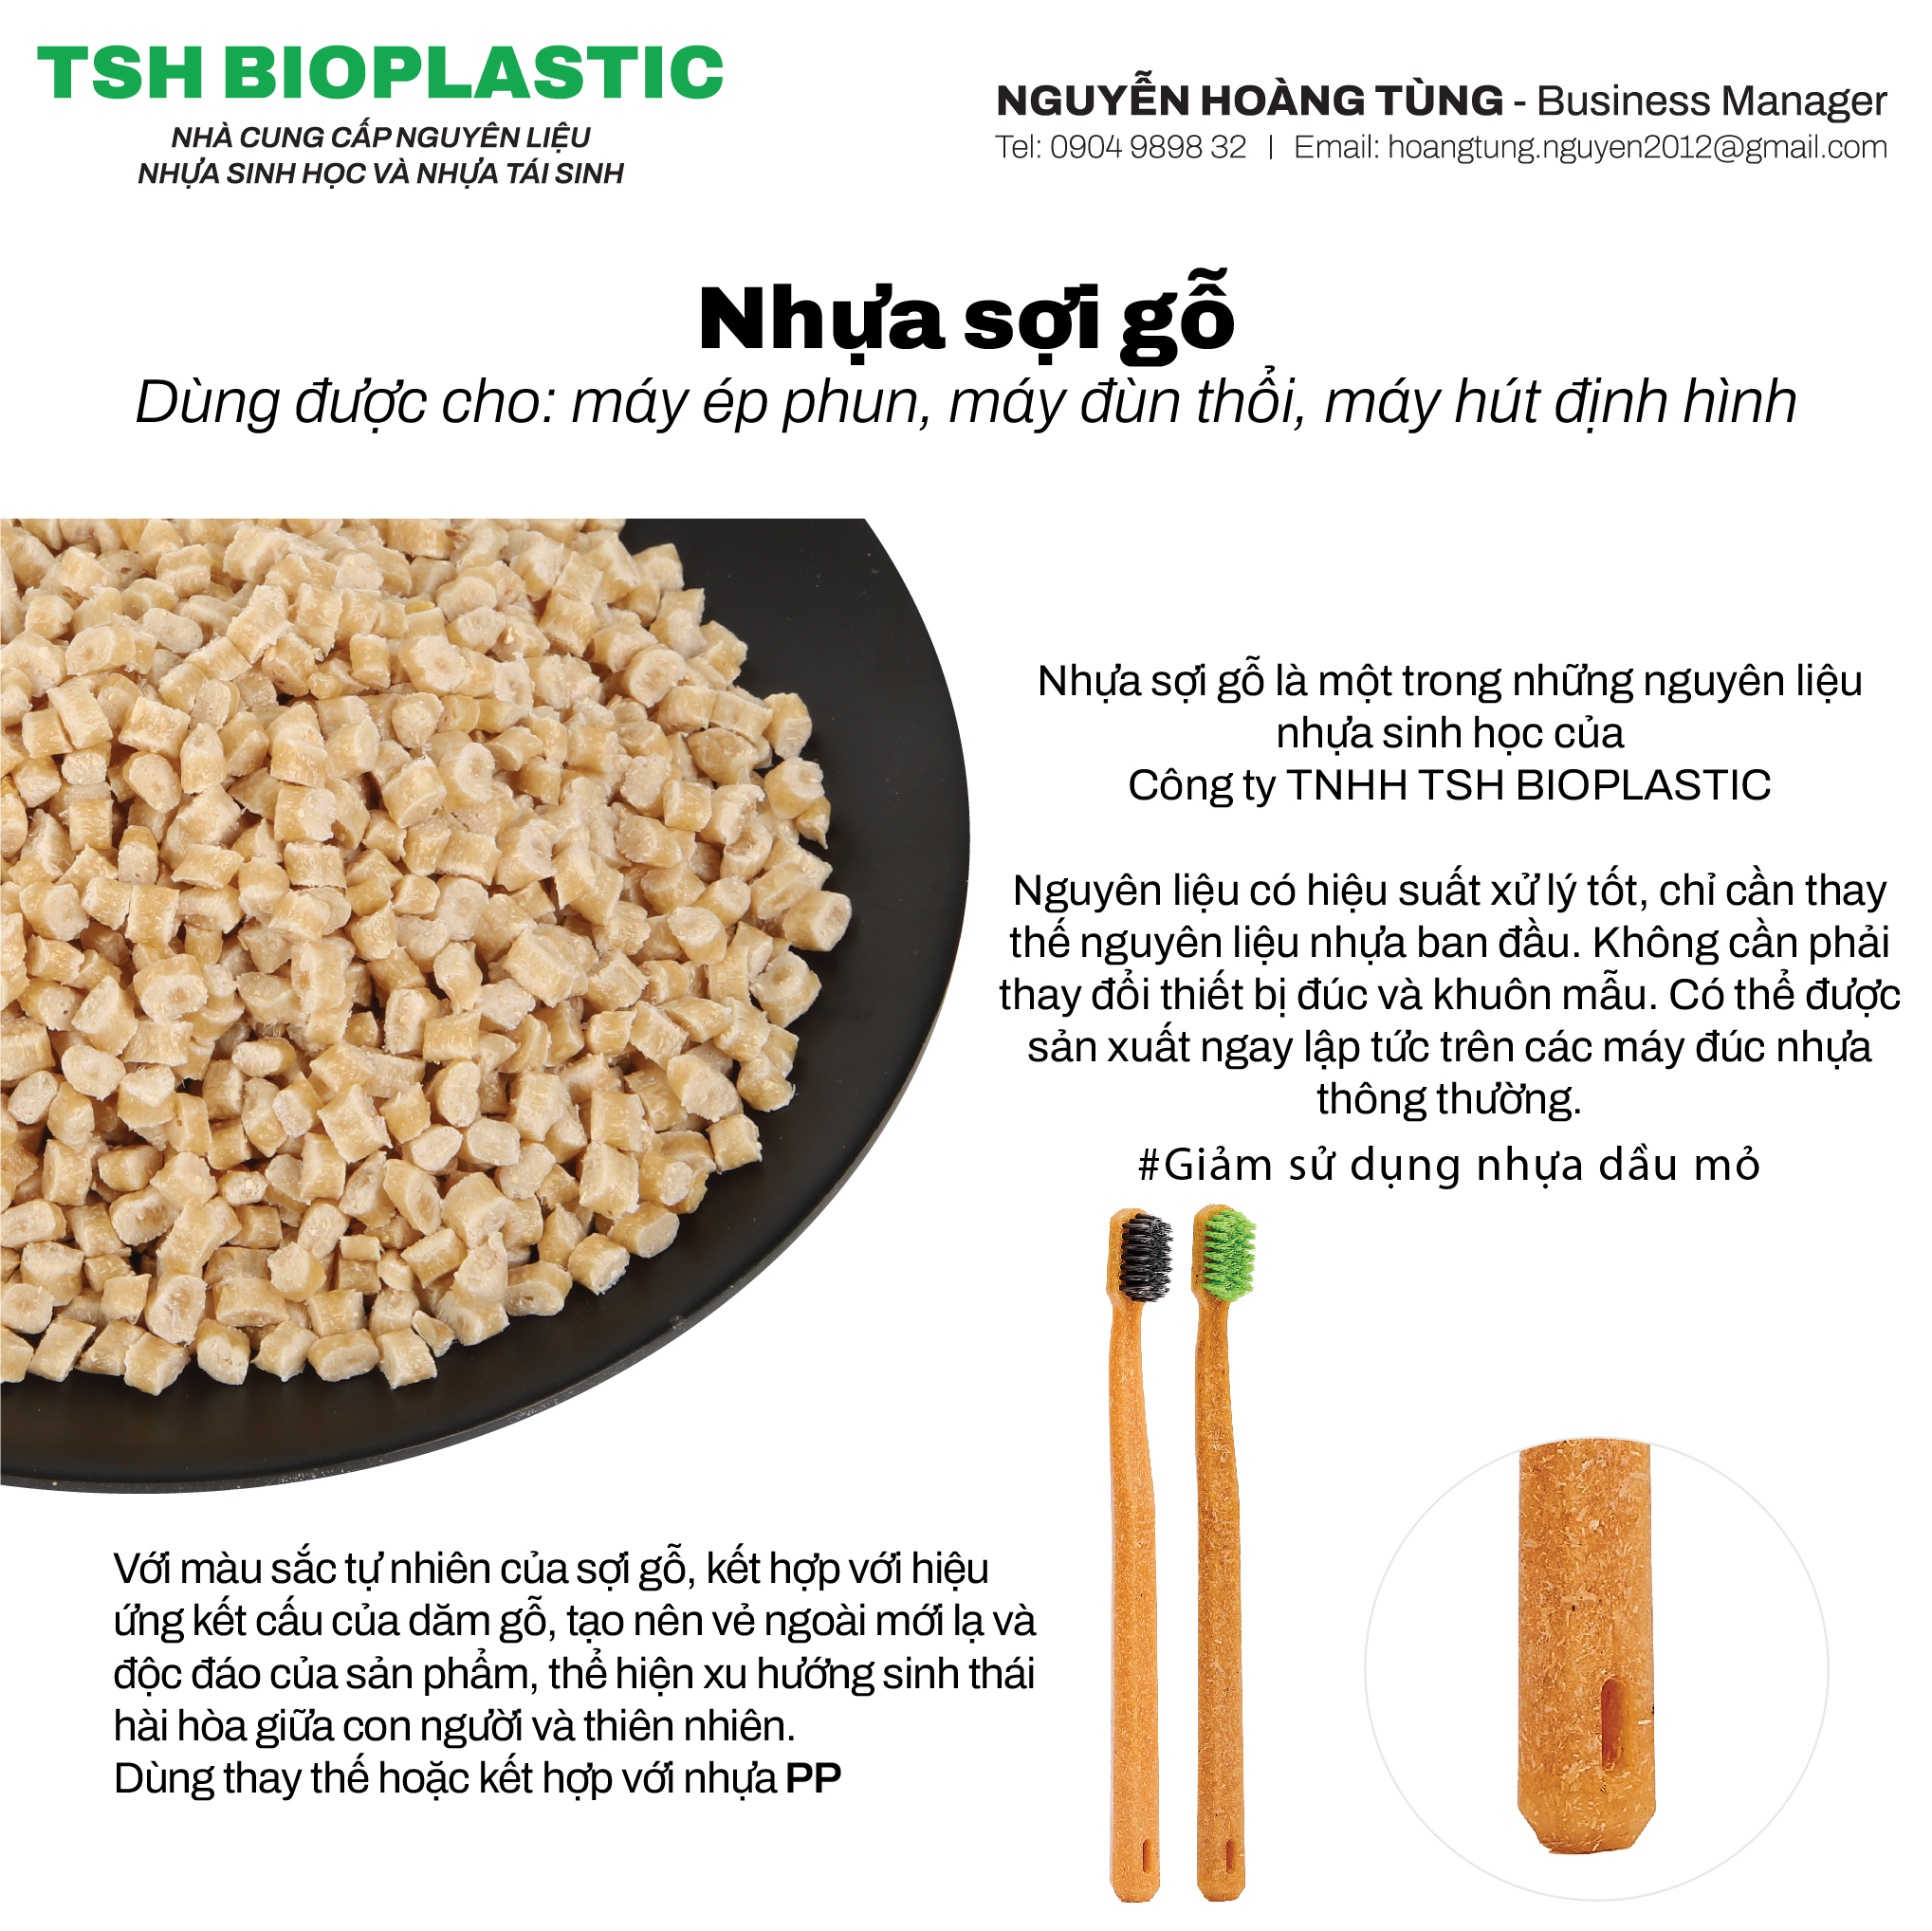 TSH BIOPLASTIC
NHÀ CUNG CẤP NGUYÊN LIỆU
NHỰA SINH HỌC VÀ NHỰA TÁI SINH
NGUYỄN HOÀNG TÙNG - Business Manager
Tel: 0904 9898 32 | Email: hoangtung.nguyen2012@gmail.com
Nhựa sợi gỗ
Dùng được cho: máy ép phun, máy đùn thổi, máy hút định hình
Nhựa sợi gỗ là một trong những nguyên liệu
nhựa sinh học của
Công ty TNHH TSH BIOPLASTIC
Nguyên liệu có hiệu suất xử lý tốt, chỉ cần thay
thế nguyên liệu nhựa ban đầu. Không cần phải
thay đổi thiết bị đúc và khuôn mẫu. Có thể được
sản xuất ngay lập tức trên các máy đúc nhựa
thông thường.
#Giảm sử dụng nhựa dầu mỏ
Với màu sắc tự nhiên của sợi gỗ, kết hợp với hiệu
ứng kết cấu của dăm gỗ, tạo nên vẻ ngoài mới lạ và
độc đáo của sản phẩm, thể hiện xu hướng sinh thái
hài hòa giữa con người và thiên nhiên.
Dùng thay thế hoặc kết hợp với nhựa PP